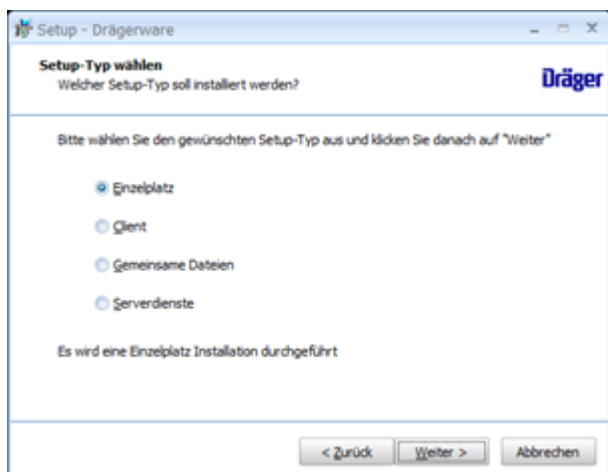 Setup - Drägerware
Setup-Typ wählen
Welcher Setup-Typ soll installiert werden?
Dräger
Bitte wählen Sie den gewünschten Setup-Typ aus und klicken Sie danach auf "Weiter"
Einzelplatz
Client
Gemeinsame Dateien
Serverdienste
Es wird eine Einzelplatz Installation durchgeführt
< Zurück Weiter > Abbrechen